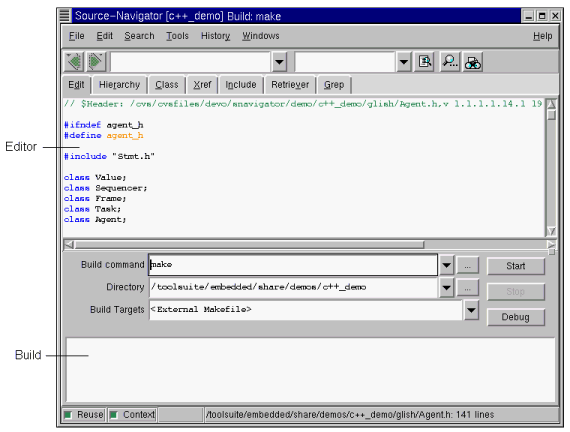 Source-Navigator [c++_demo] Build: make
File Edit Search Tools History Windows Help
Edit Hierarchy Class Xref Include Retriever Grep
// $Header: /cvs/cvsfiles/devo/snavigator/demo/c++_demo/glish/Agent.h,v 1.1.1.1.14.1 19
#ifndef agent_h
#define agent_h
Editor
#include "Stmt.h"
class Value;
class Sequencer;
class Frame;
class Task;
class Agent;
Build command make ... Start
Directory /toolsuite/embedded/share/demos/c++_demo ... Stop
Build Targets <External Makefile> Debug
Build
Reuse Context /toolsuite/embedded/share/demos/c++_demo/glish/Agent.h: 141 lines